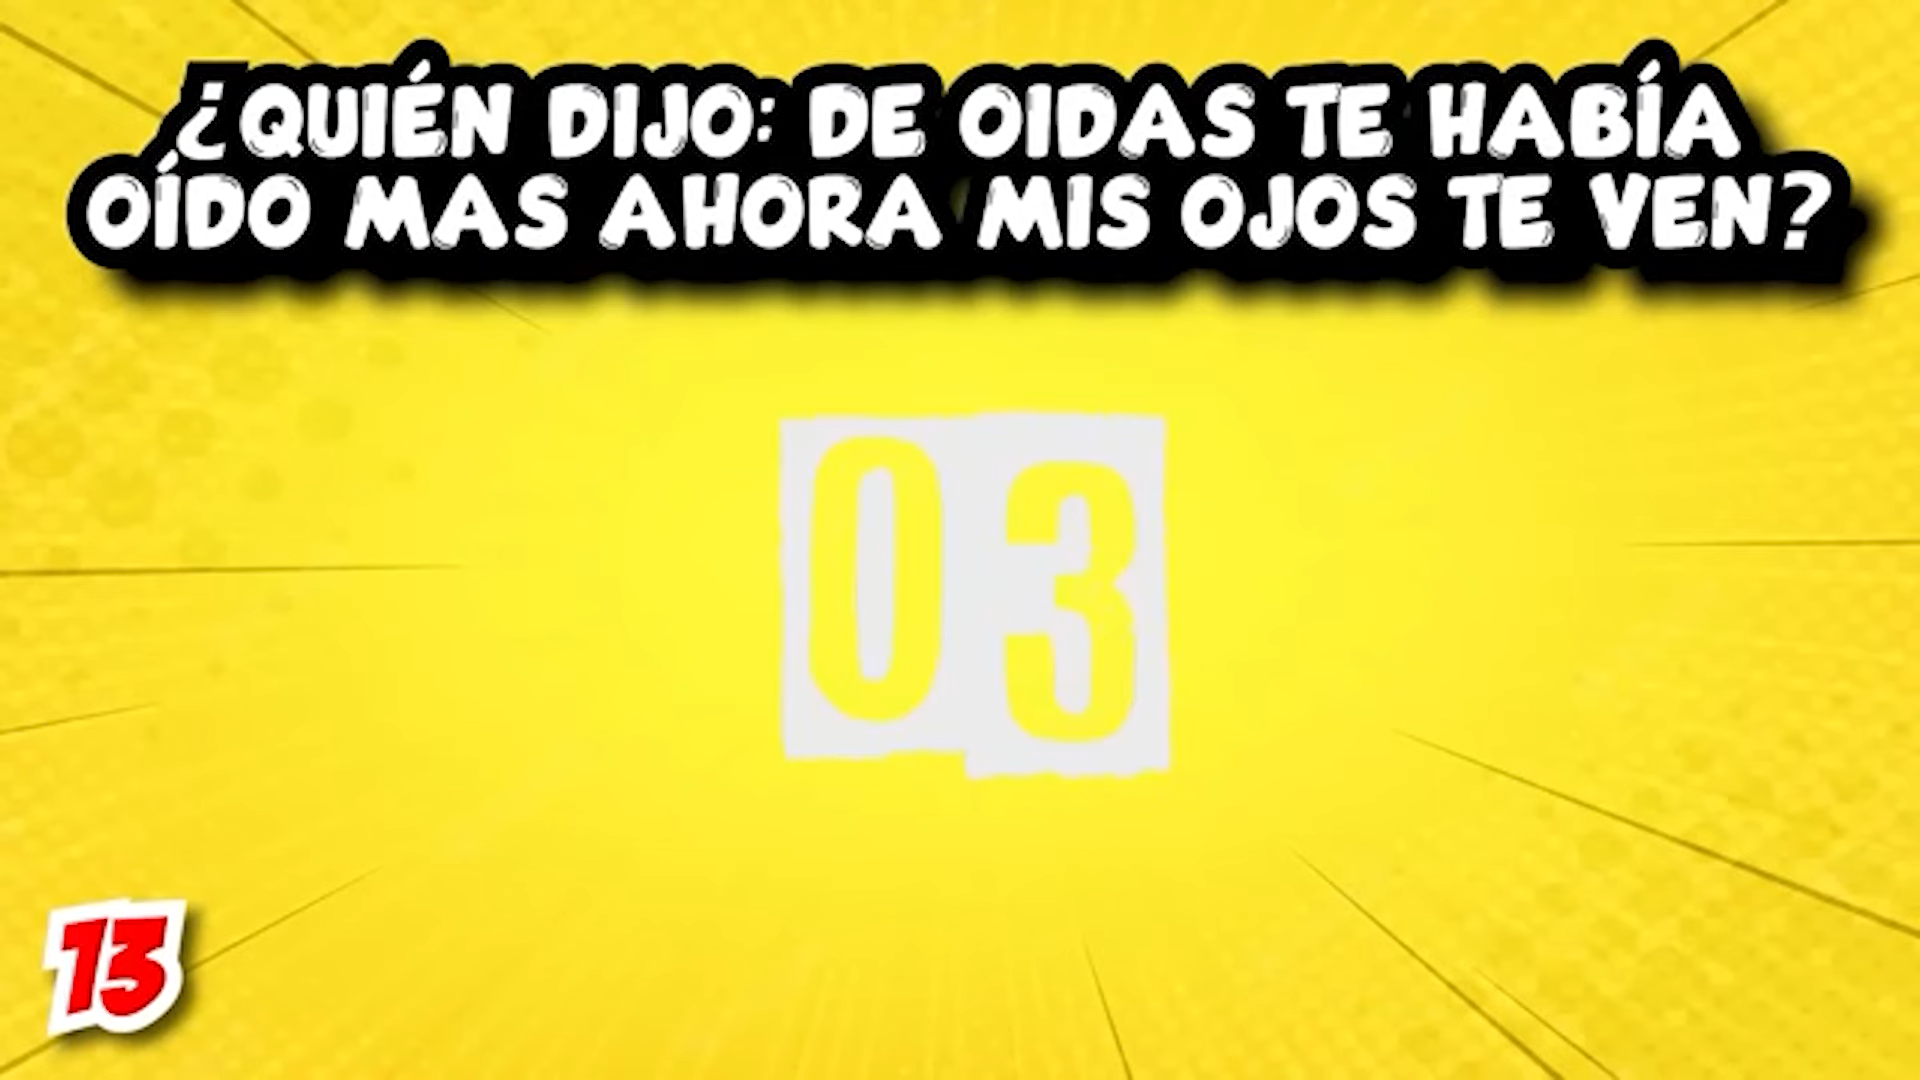 ¿QUIÉN DIJO: DE OIDAS TE HABÍA
OÍDO MAS AHORA MIS OJOS TE VEN?
03
13